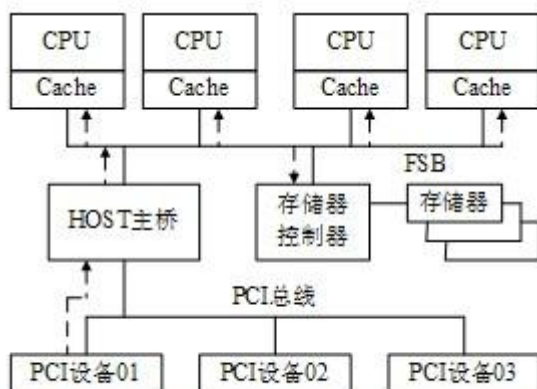 CPU
CPU
CPU
CPU
Cache
Cache
Cache
Cache
FSB
HOST主桥
存储器
控制器
存储器
PCI总线
PCI设备01
PCI设备02
PCI设备03